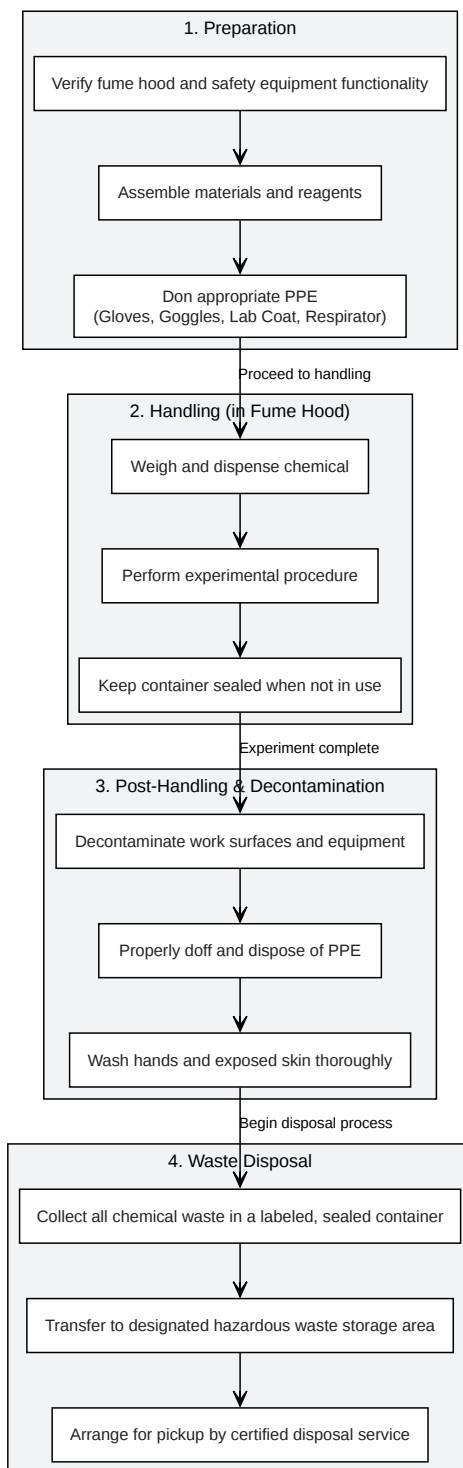 1. Preparation
Verify fume hood and safety equipment functionality
Assemble materials and reagents
Don appropriate PPE
(Gloves, Goggles, Lab Coat, Respirator)
Proceed to handling
2. Handling (in Fume Hood)
Weigh and dispense chemical
Perform experimental procedure
Keep container sealed when not in use
Experiment complete
3. Post-Handling & Decontamination
Decontaminate work surfaces and equipment
Properly doff and dispose of PPE
Wash hands and exposed skin thoroughly
Begin disposal process
4. Waste Disposal
Collect all chemical waste in a labeled, sealed container
Transfer to designated hazardous waste storage area
Arrange for pickup by certified disposal service